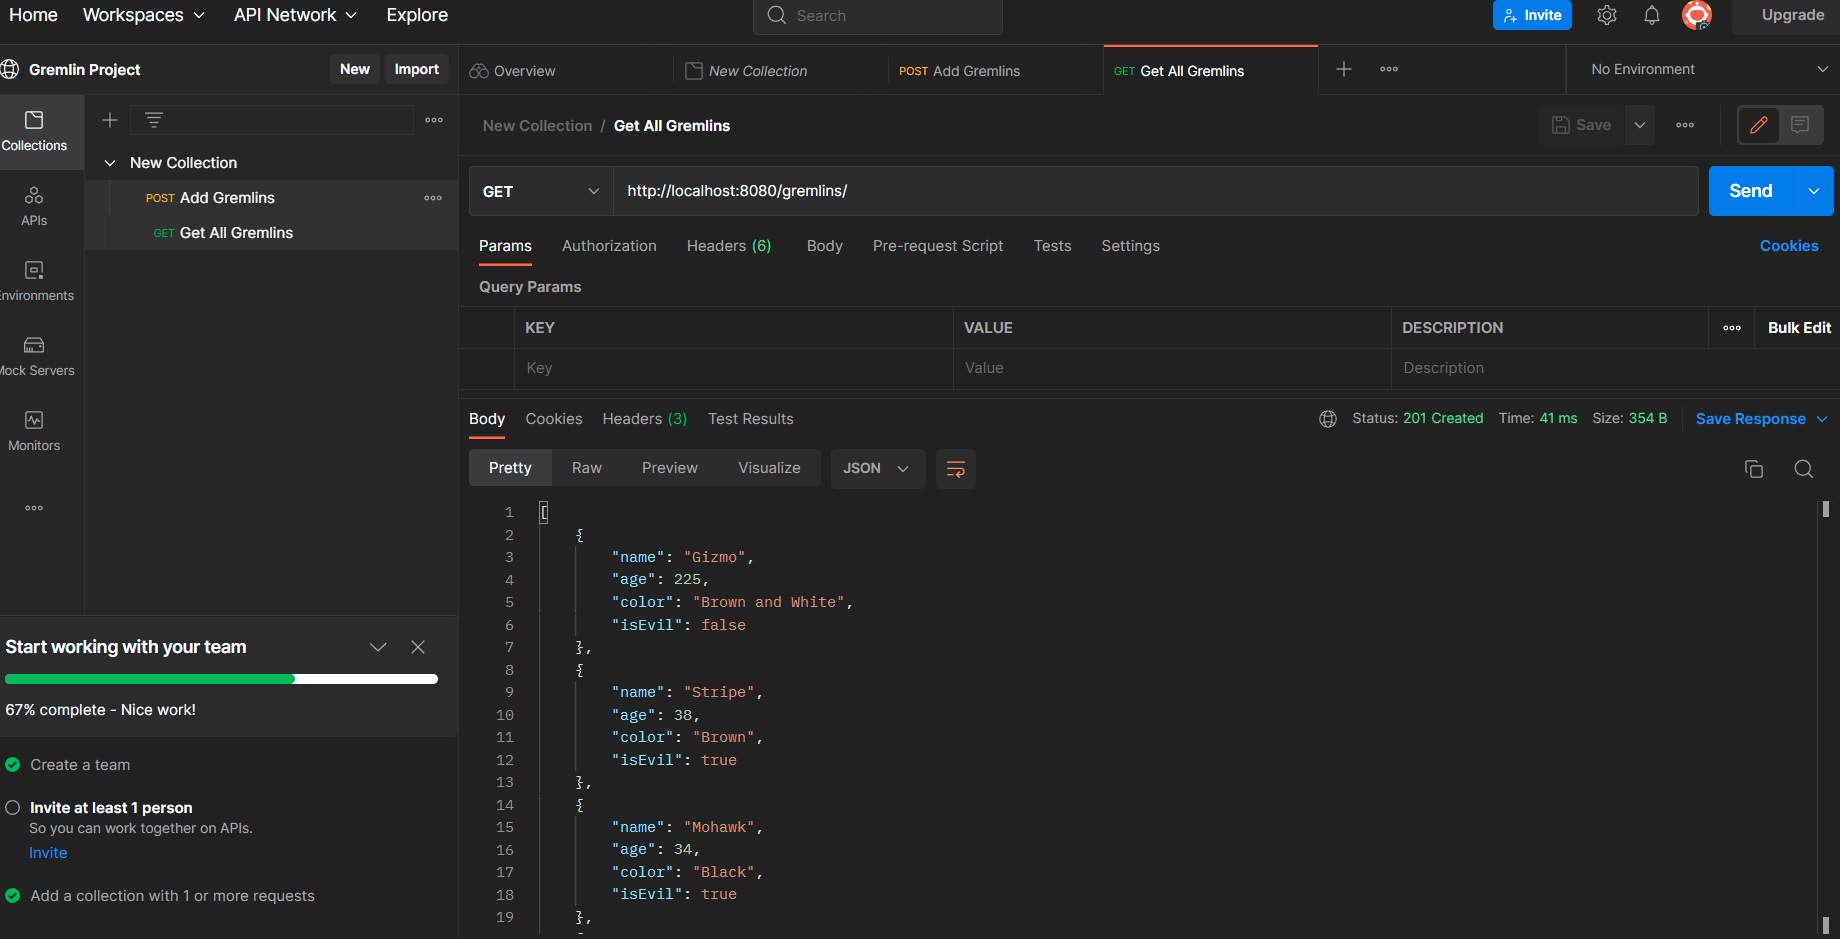 Home Workspaces API Network Explore Search Invite Upgrade
Gremlin Project New Import
Overview New Collection POST Add Gremlins GET Get All Gremlins No Environment
Collections
APIs
Environments
Mock Servers
Monitors
New Collection
POST Add Gremlins
GET Get All Gremlins
New Collection / Get All Gremlins Save
GET http://localhost:8080/gremlins/ Send
Params Authorization Headers (6) Body Pre-request Script Tests Settings Cookies
Query Params
KEY VALUE DESCRIPTION Bulk Edit
Key Value Description
Body Cookies Headers (3) Test Results Status: 201 Created Time: 41 ms Size: 354 B Save Response
Pretty Raw Preview Visualize JSON
1 [
2 {
3 "name": "Gizmo",
4 "age": 225,
5 "color": "Brown and White",
6 "isEvil": false
7 },
8 {
9 "name": "Stripe",
10 "age": 38,
11 "color": "Brown",
12 "isEvil": true
13 },
14 {
15 "name": "Mohawk",
16 "age": 34,
17 "color": "Black",
18 "isEvil": true
19 },
Start working with your team
67% complete - Nice work!
Create a team
Invite at least 1 person
So you can work together on APIs.
Invite
Add a collection with 1 or more requests